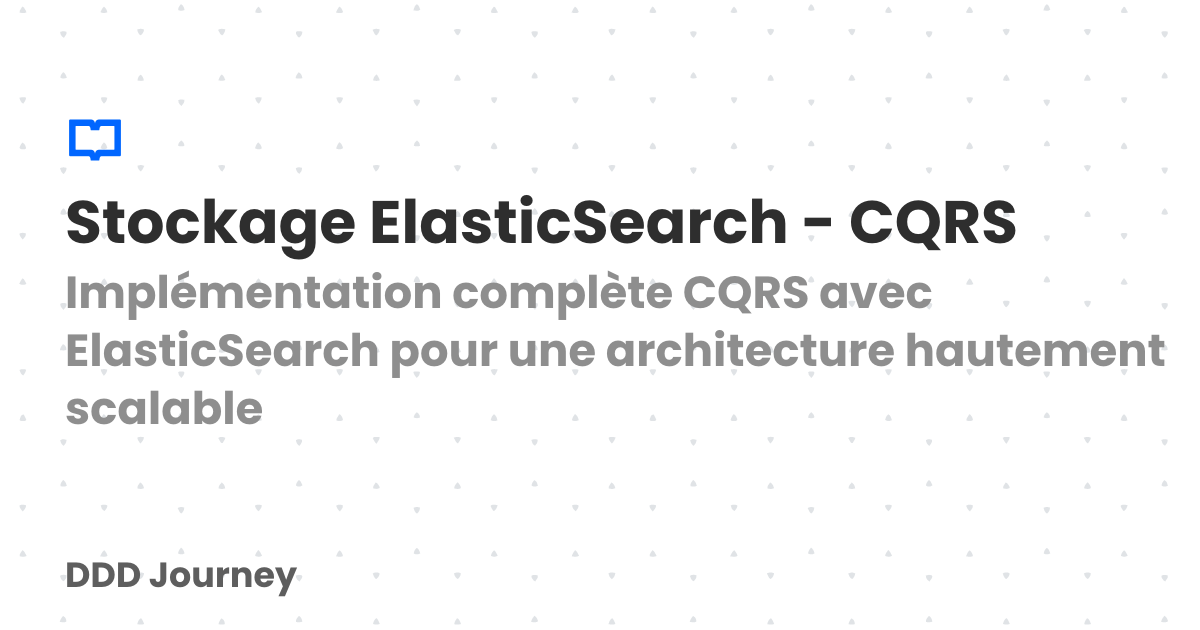 Stockage ElasticSearch - CQRS
Implémentation complète CQRS avec
ElasticSearch pour une architecture hautement
scalable
DDD Journey